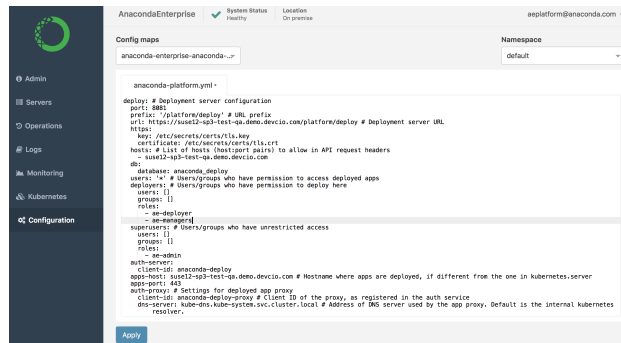 AnacondaEnterprise
System Status
Healthy
Location
On premise
aeplatform@anaconda.com
Config maps
Namespace
anaconda-enterprise-anaconda-...
default
Admin
Servers
Operations
Logs
Monitoring
Kubernetes
Configuration
anaconda-platform.yml
deploy: # Deployment server configuration
port: 8081
prefix: '/platform/deploy' # URL prefix
url: https://suse12-sp3-test-qa.demo.devcio.com/platform/deploy # Deployment server URL
https:
key: /etc/secrets/certs/tls.key
certificate: /etc/secrets/certs/tls.crt
hosts: # List of hosts (host:port pairs) to allow in API request headers
- suse12-sp3-test-qa.demo.devcio.com
db:
database: anaconda_deploy
users: '*' # Users/groups who have permission to access deployed apps
deployers: # Users/groups who have permission to deploy here
users: []
groups: []
roles:
- ae-deployer
- ae-managers
superusers: # Users/groups who have unrestricted access
users: []
groups: []
roles:
- ae-admin
auth-server:
client-id: anaconda-deploy
apps-host: suse12-sp3-test-qa.demo.devcio.com # Hostname where apps are deployed, if different from the one in kubernetes.server
apps-port: 443
auth-proxy: # Settings for deployed app proxy
client-id: anaconda-deploy-proxy # Client ID of the proxy, as registered in the auth service
dns-server: kube-dns.kube-system.svc.cluster.local # Address of DNS server used by the app proxy. Default is the internal kubernetes
resolver.
Apply